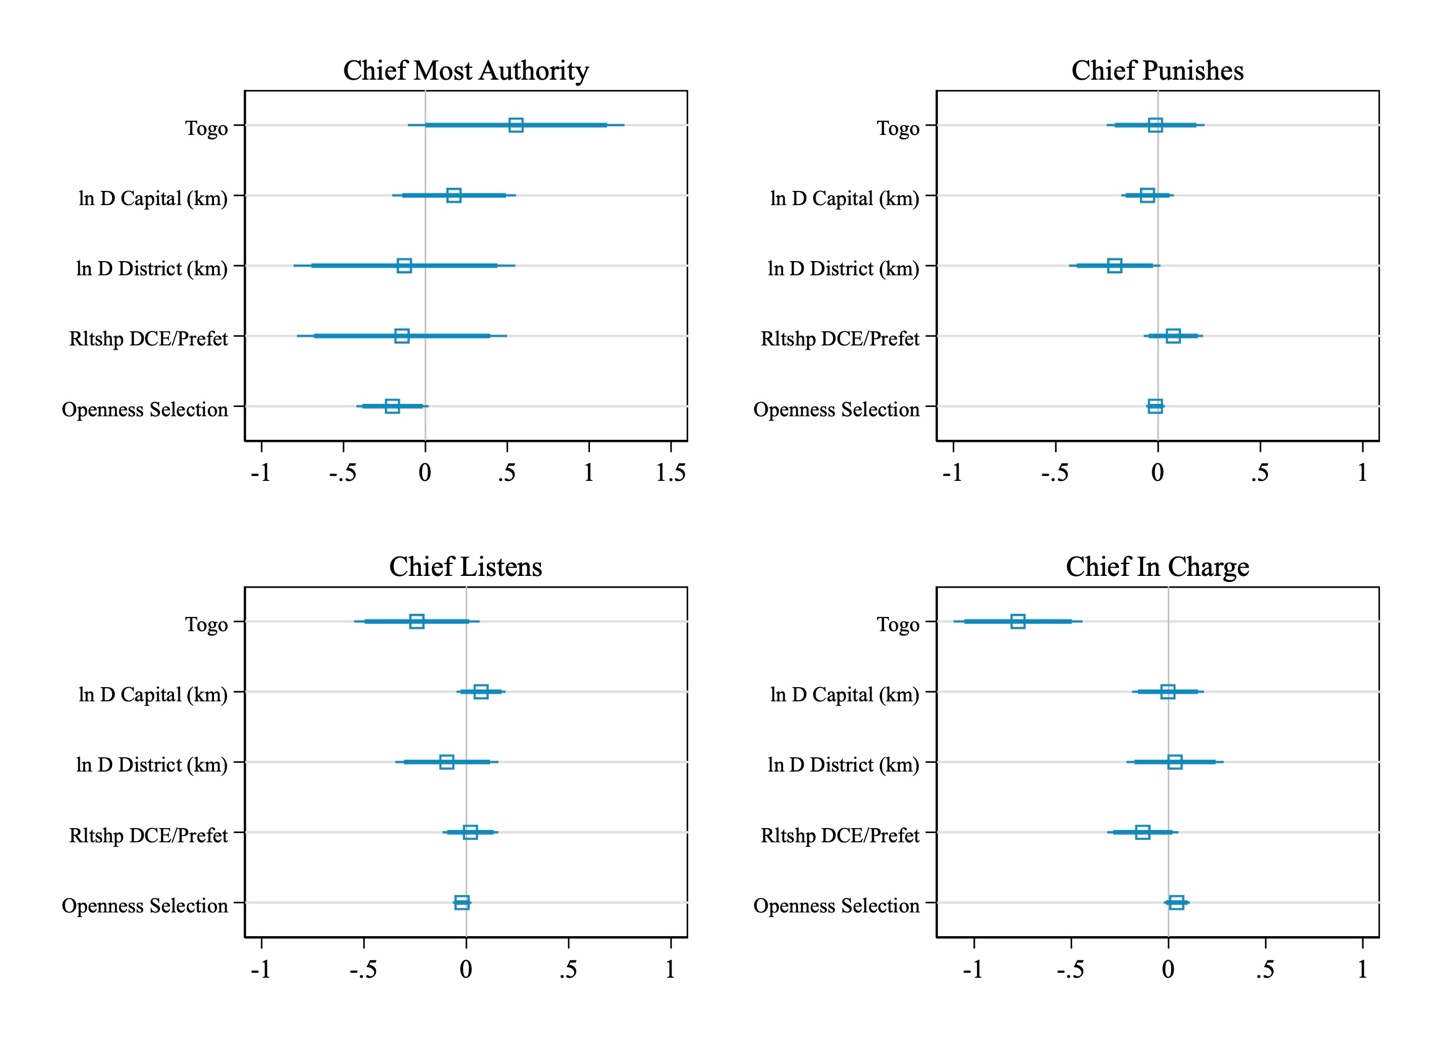 Chief Most Authority
Togo
ln D Capital (km)
ln D District (km)
Rltshp DCE/Prefet
Openness Selection
-1 -.5 0 .5 1 1.5
Chief Punishes
Togo
ln D Capital (km)
ln D District (km)
Rltshp DCE/Prefet
Openness Selection
-1 -.5 0 .5 1
Chief Listens
Togo
ln D Capital (km)
ln D District (km)
Rltshp DCE/Prefet
Openness Selection
-1 -.5 0 .5 1
Chief In Charge
Togo
ln D Capital (km)
ln D District (km)
Rltshp DCE/Prefet
Openness Selection
-1 -.5 0 .5 1